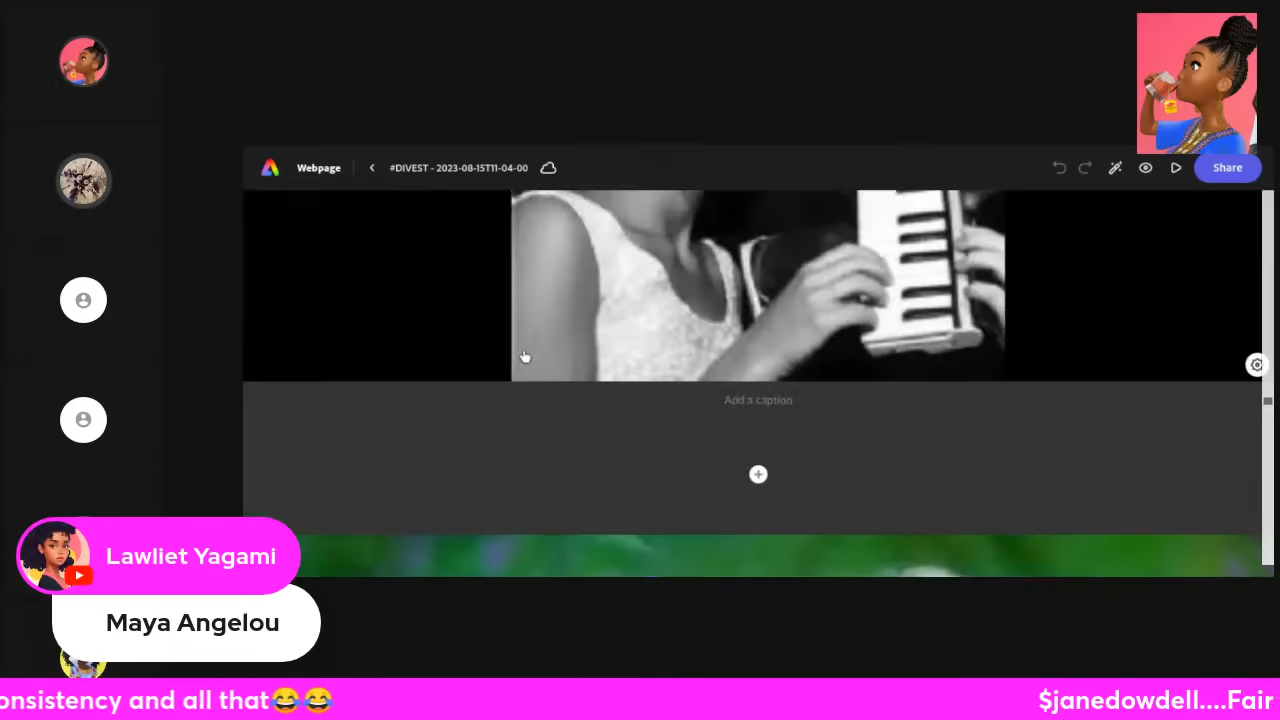 Webpage
#DIVEST - 2023-08-15T11-04-00
Share
Add a caption
Lawliet Yagami
Maya Angelou
onsistency and all that😂😂
$janedowdell....Fair